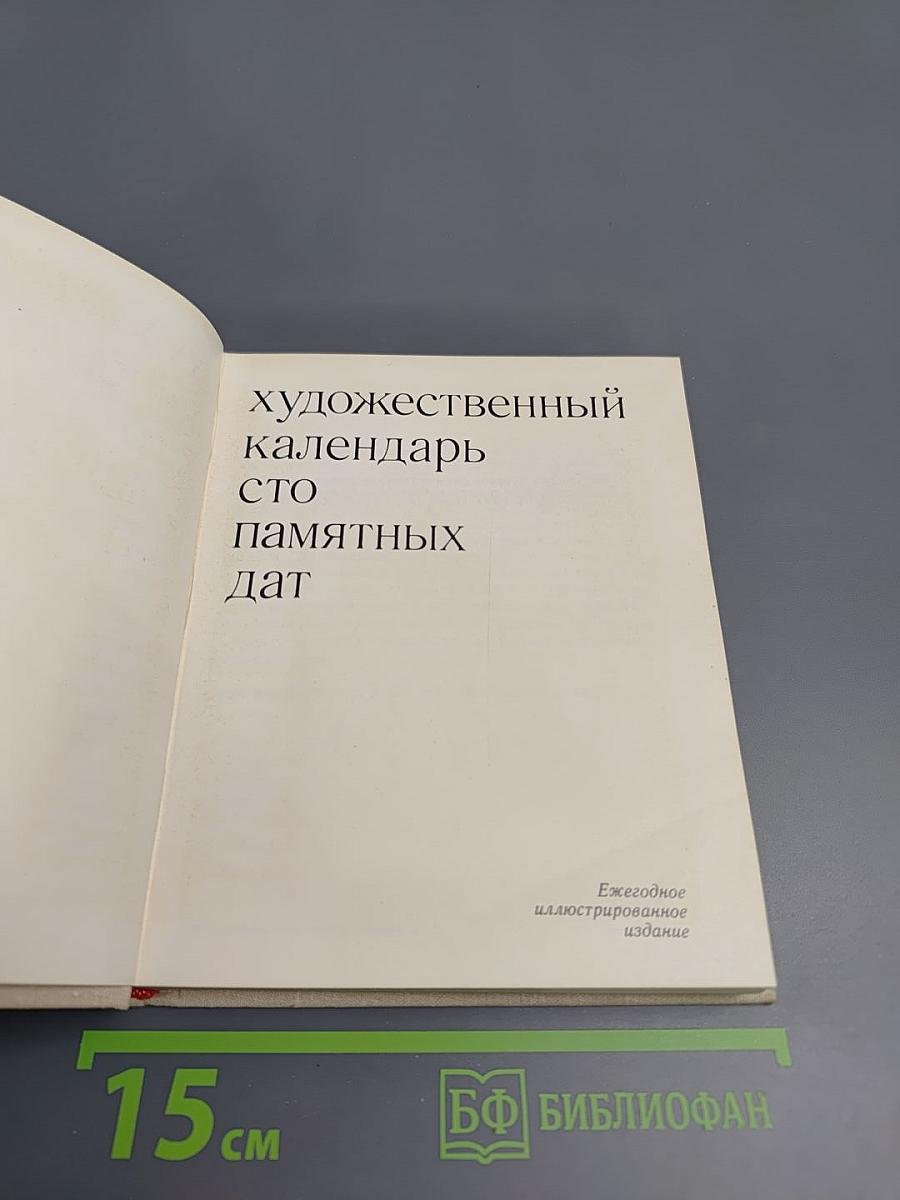 художественный
календарь
сто
памятных
дат
Ежегодное
иллюстрированное
издание
15 см
БФ БИБЛИОФАН